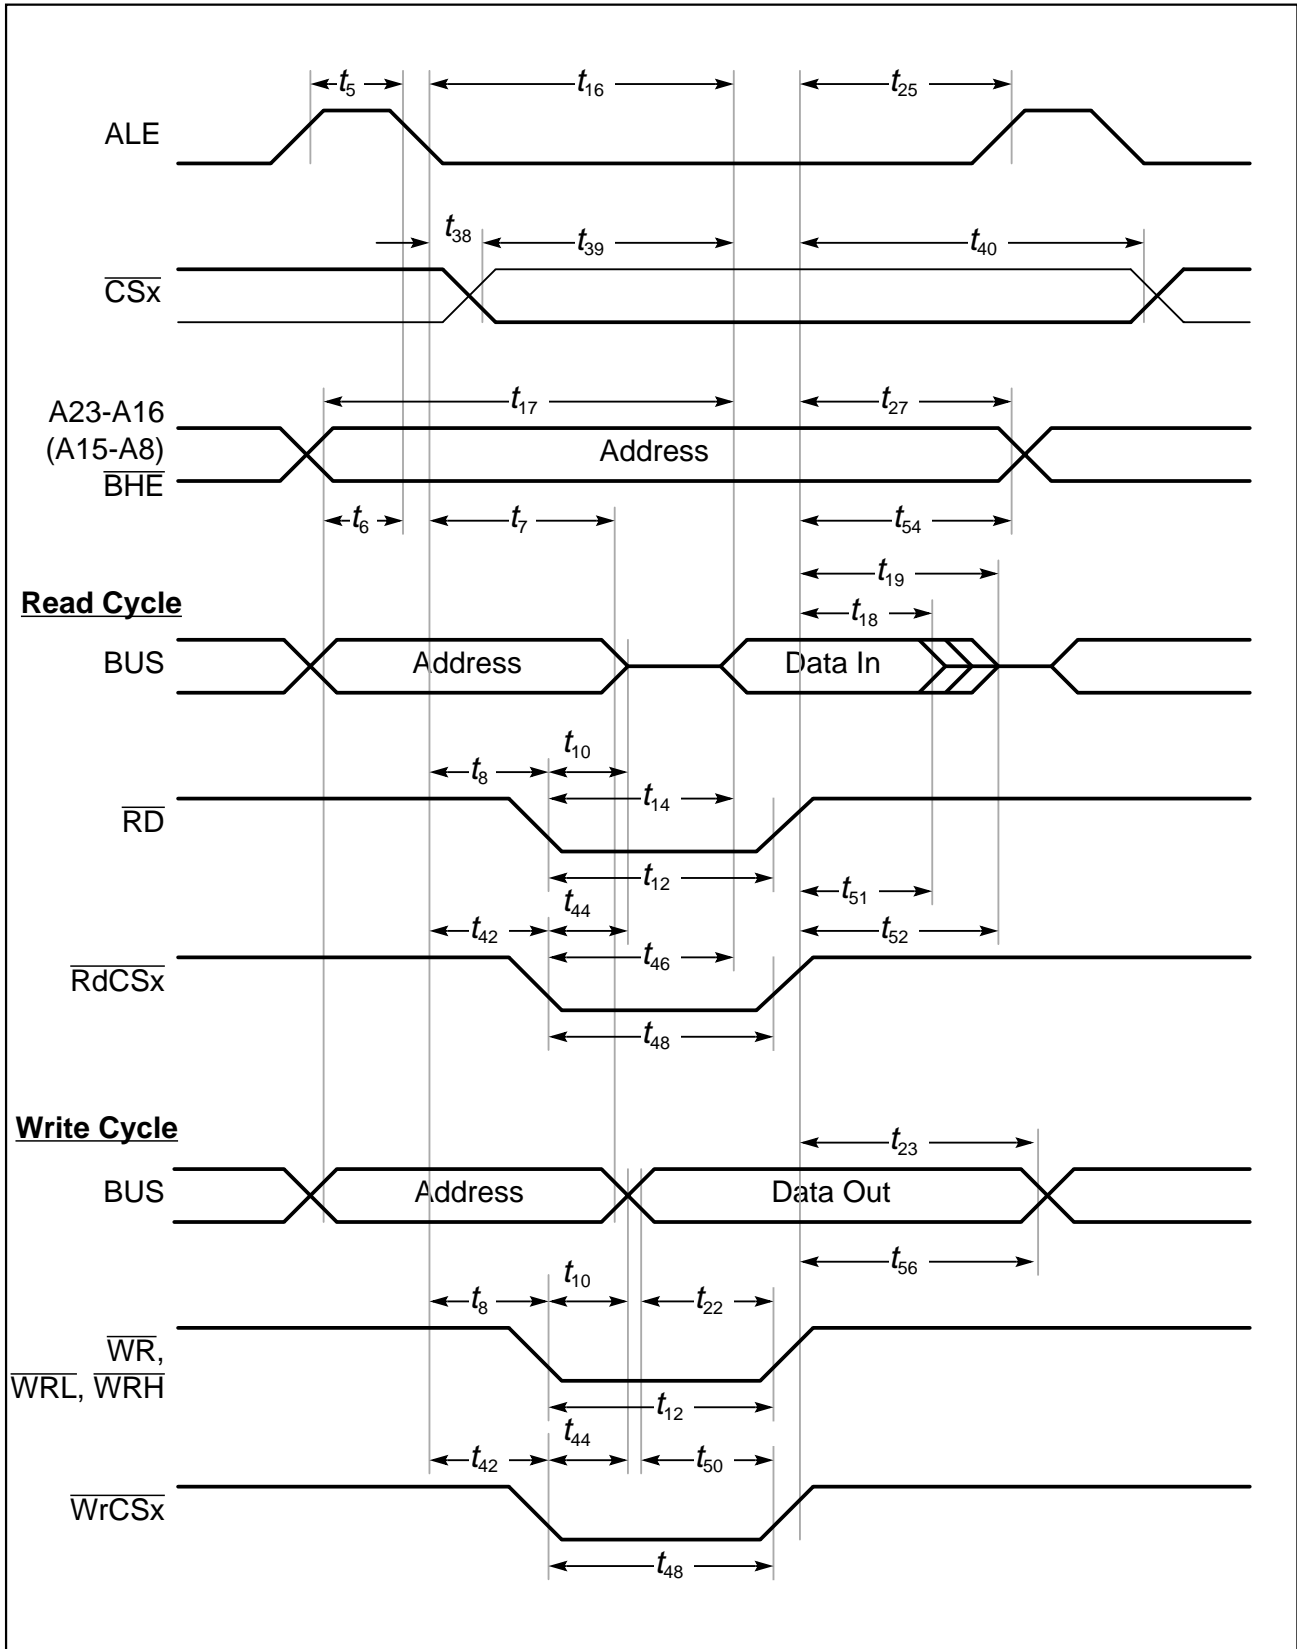 t5 t16 t25
ALE
t38 t39 t40
CSx
t17 t27
A23-A16
(A15-A8)
BHE
Address
t6 t7 t54
t19
Read Cycle
t18
BUS Address Data In
t10
t8
t14
RD
t12 t51
t44
t42 t52
t46
RdCSx
t48
Write Cycle
t23
BUS Address Data Out
t56
t10
t8 t22
WR,
WRL, WRH
t12
t44
t42 t50
WrCSx
t48